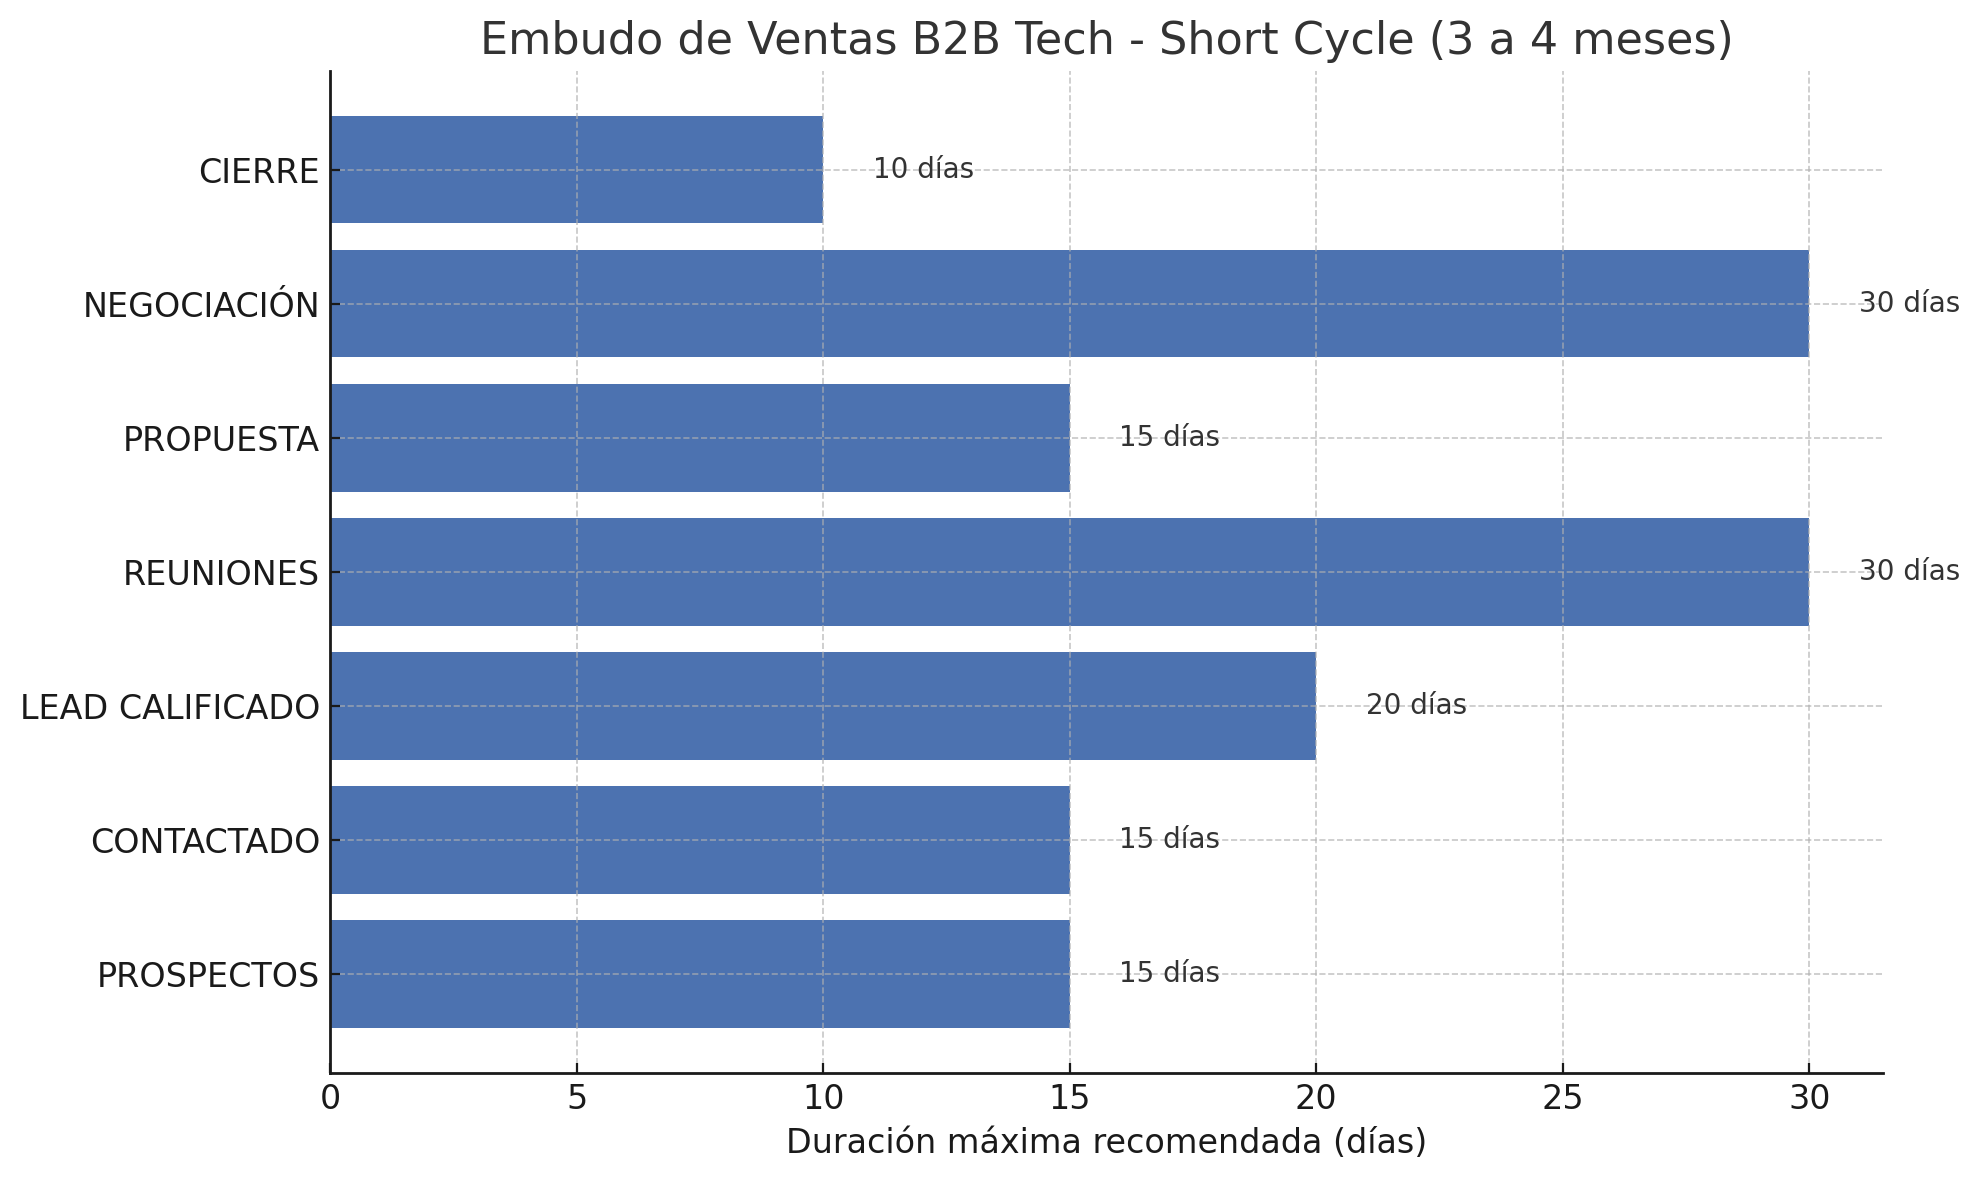 Embudo de Ventas B2B Tech - Short Cycle (3 a 4 meses)
CIERRE
10 días
NEGOCIACIÓN
30 días
PROPUESTA
15 días
REUNIONES
30 días
LEAD CALIFICADO
20 días
CONTACTADO
15 días
PROSPECTOS
15 días
0 5 10 15 20 25 30
Duración máxima recomendada (días)